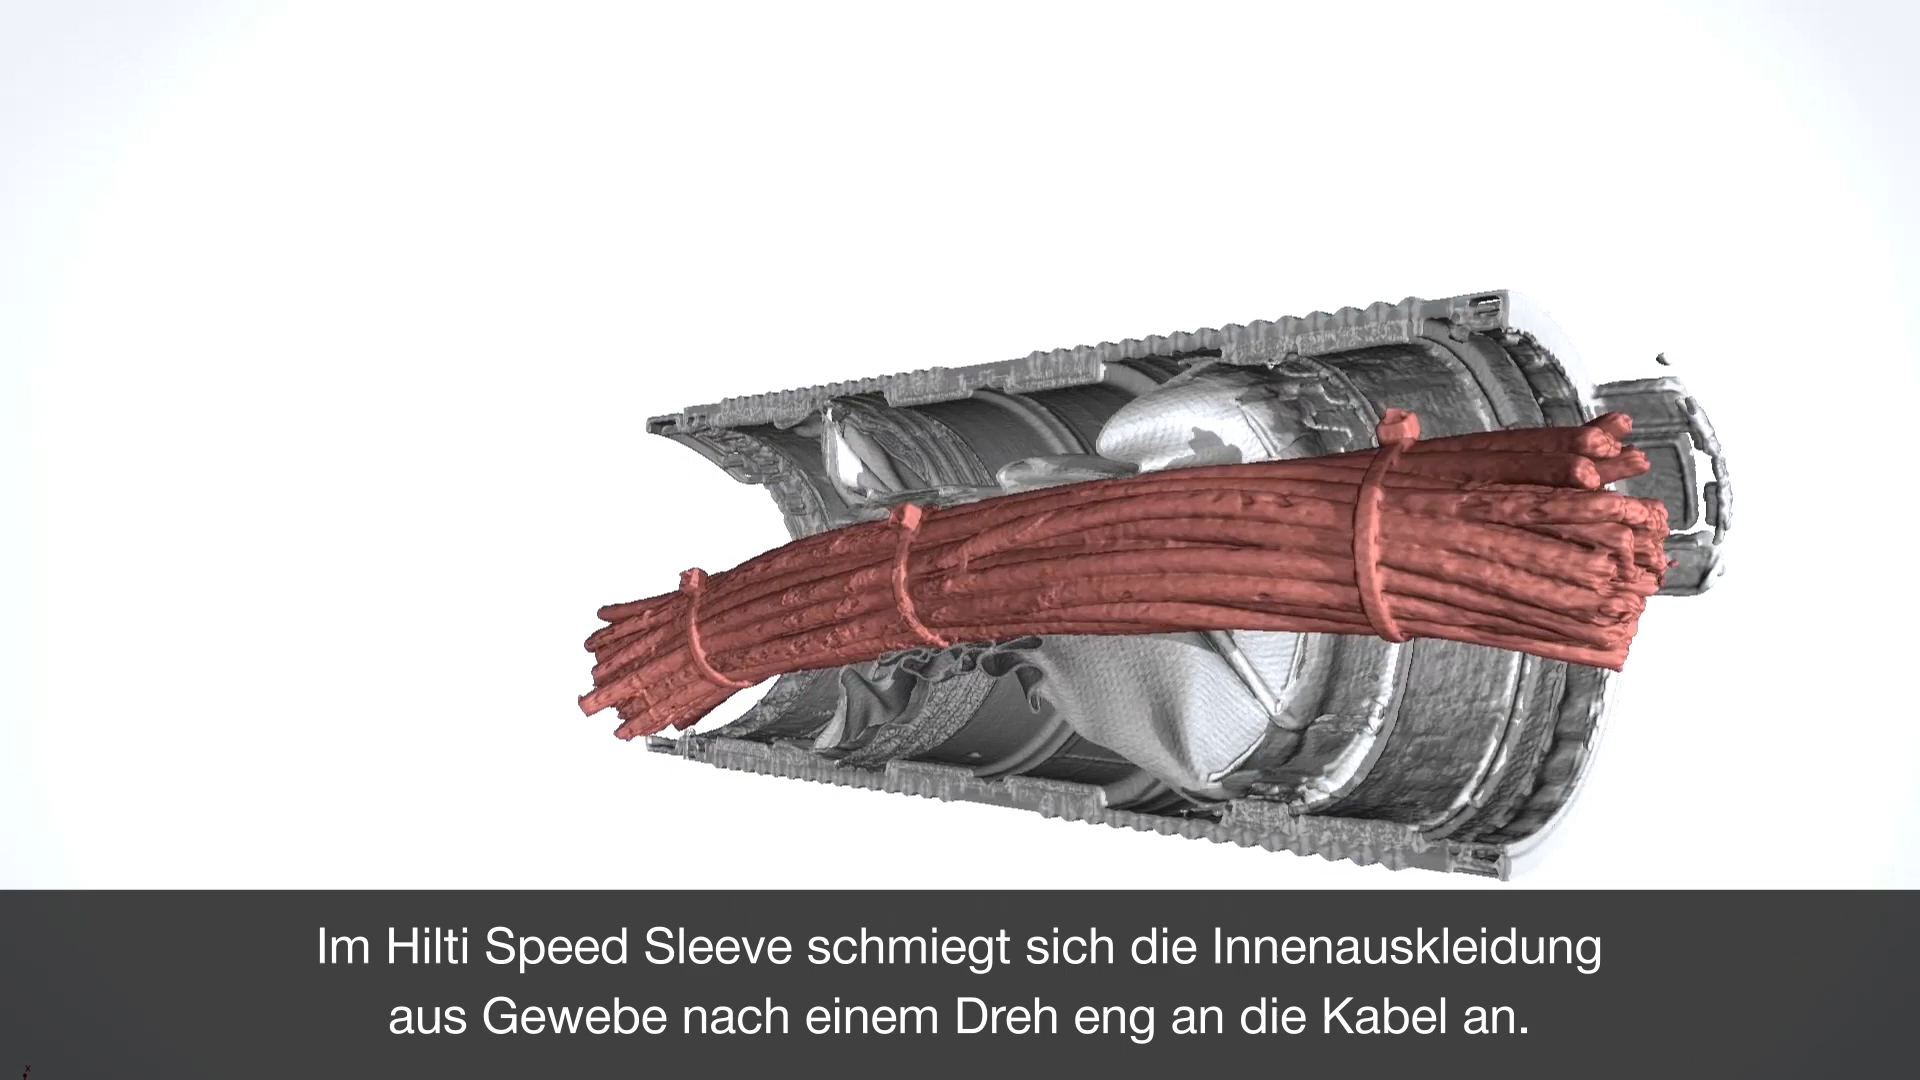 Im Hilti Speed Sleeve schmiegt sich die Innenauskleidung
aus Gewebe nach einem Dreh eng an die Kabel an.
x